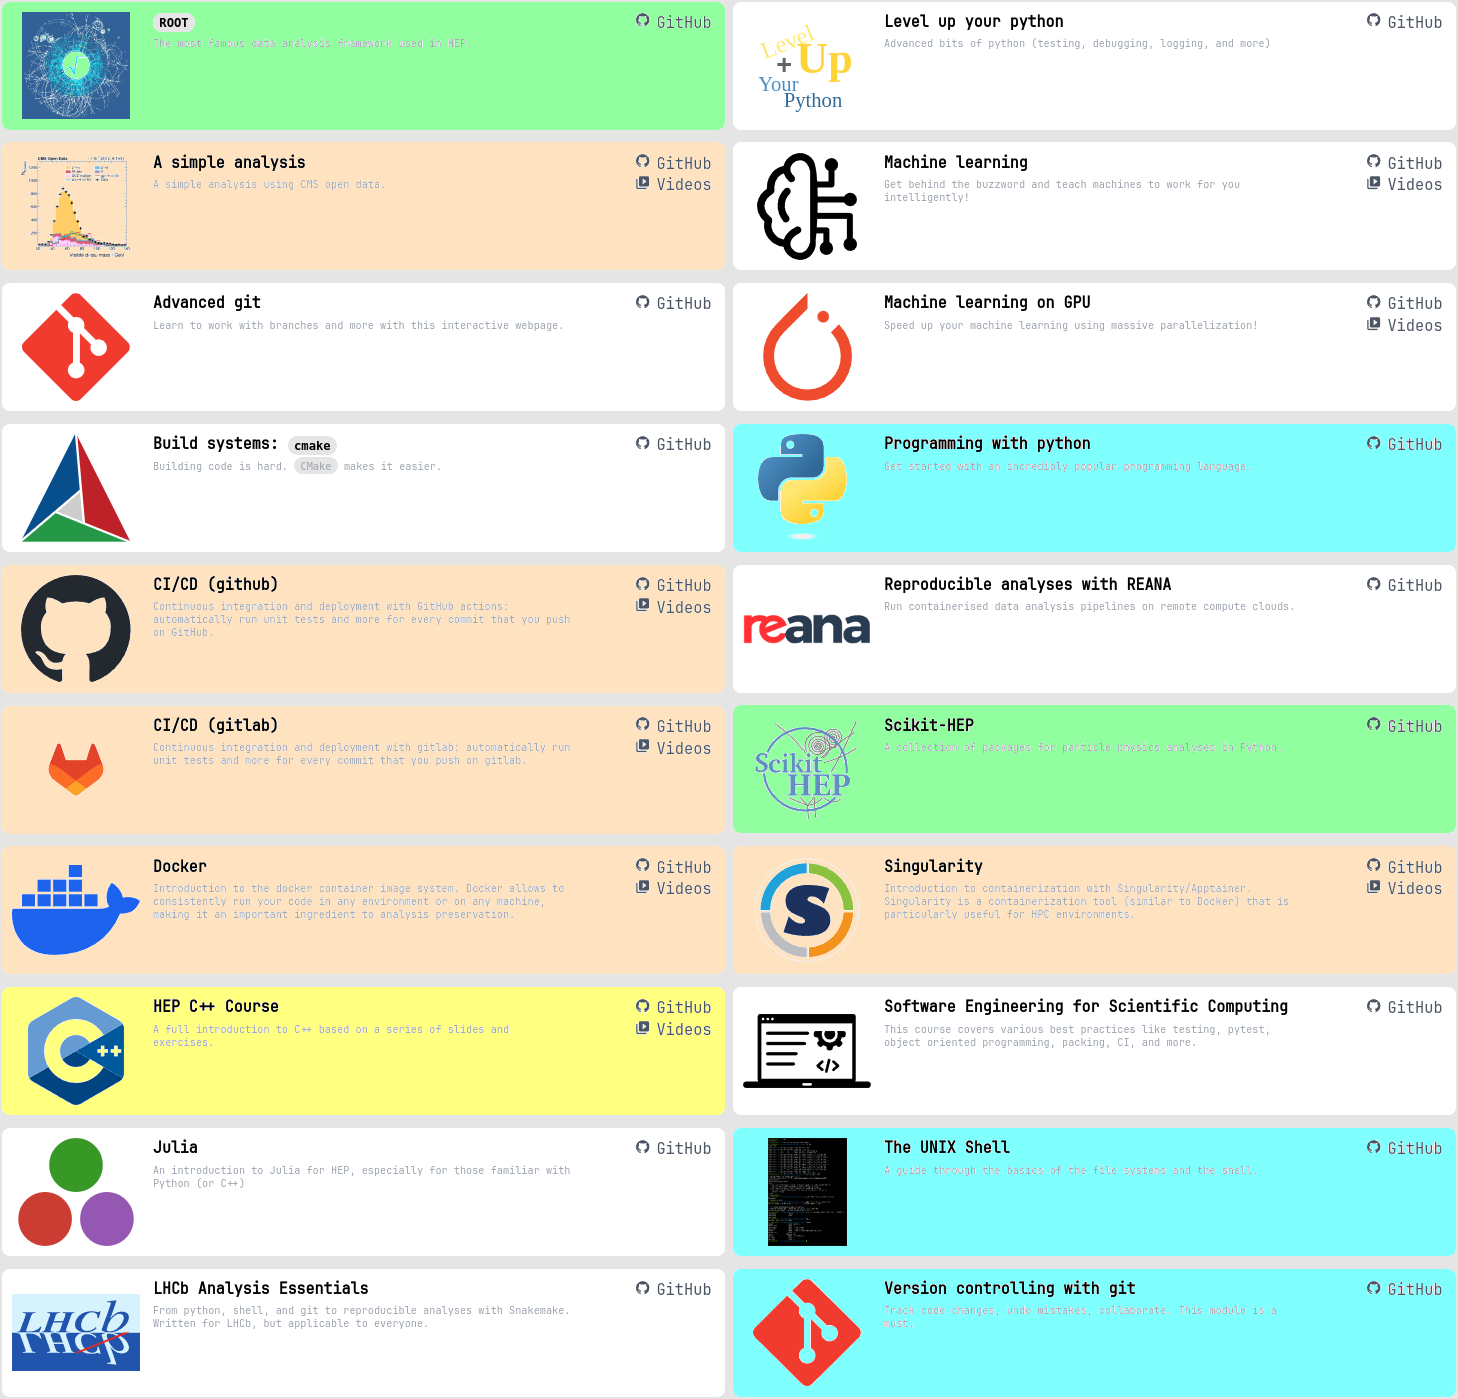 ROOT
GitHub
The most famous data analysis framework used in HEP.
Level
+ Up
Your
Python
Level up your python
GitHub
Advanced bits of python (testing, debugging, logging, and more)
CMS Open Data
Visible di-tau mass / GeV
A simple analysis
GitHub
A simple analysis using CMS open data.
Videos
Machine learning
GitHub
Get behind the buzzword and teach machines to work for you
Videos
intelligently!
Advanced git
GitHub
Learn to work with branches and more with this interactive webpage.
Machine learning on GPU
GitHub
Speed up your machine learning using massive parallelization!
Videos
Build systems: cmake
GitHub
Building code is hard. CMake makes it easier.
Programming with python
GitHub
Get started with an incredibly popular programming language.
CI/CD (github)
GitHub
Continuous integration and deployment with GitHub actions:
Videos
automatically run unit tests and more for every commit that you push
on GitHub.
reana
Reproducible analyses with REANA
GitHub
Run containerised data analysis pipelines on remote compute clouds.
CI/CD (gitlab)
GitHub
Continuous integration and deployment with gitlab: automatically run
Videos
unit tests and more for every commit that you push on gitlab.
Scikit
HEP
Scikit-HEP
GitHub
A collection of packages for particle physics analyses in Python.
Docker
GitHub
Introduction to the docker container image system. Docker allows to
Videos
consistently run your code in any environment or on any machine,
making it an important ingredient to analysis preservation.
S
Singularity
GitHub
Introduction to containerization with Singularity/Apptainer.
Videos
Singularity is a containerization tool (similar to Docker) that is
particularly useful for HPC environments.
C++
HEP C++ Course
GitHub
A full introduction to C++ based on a series of slides and
Videos
exercises.
</>
Software Engineering for Scientific Computing
GitHub
This course covers various best practices like testing, pytest,
object oriented programming, packing, CI, and more.
Julia
GitHub
An introduction to Julia for HEP, especially for those familiar with
Python (or C++)
The UNIX Shell
GitHub
A guide through the basics of the file systems and the shell.
LHCb
LHCb Analysis Essentials
GitHub
From python, shell, and git to reproducible analyses with Snakemake.
Written for LHCb, but applicable to everyone.
Version controlling with git
GitHub
Track code changes, undo mistakes, collaborate. This module is a
must.